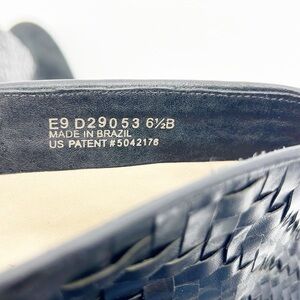 E9 D29053 6½B
MADE IN BRAZIL
US PATENT #5042176